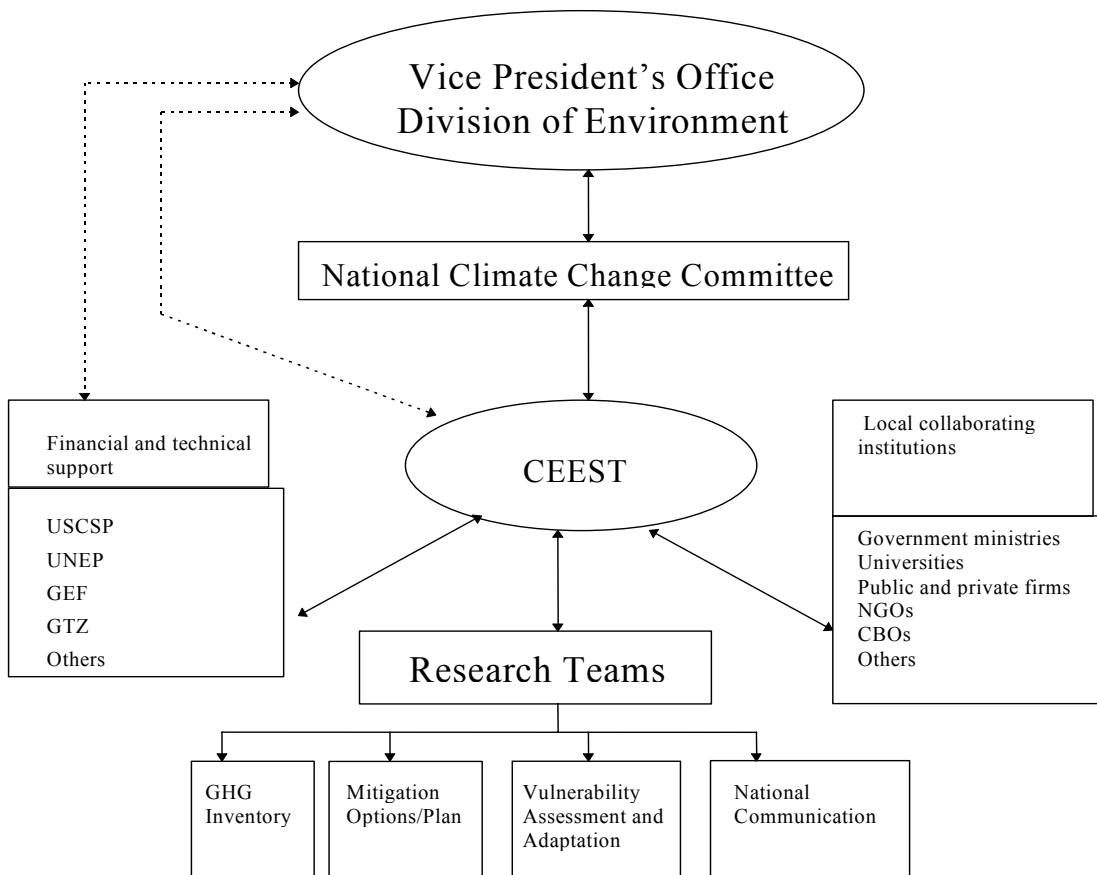 Vice President’s Office
Division of Environment
National Climate Change Committee
Financial and technical
support
USCSP
UNEP
GEF
GTZ
Others
CEEST
Local collaborating
institutions
Government ministries
Universities
Public and private firms
NGOs
CBOs
Others
Research Teams
GHG
Inventory
Mitigation
Options/Plan
Vulnerability
Assessment and
Adaptation
National
Communication